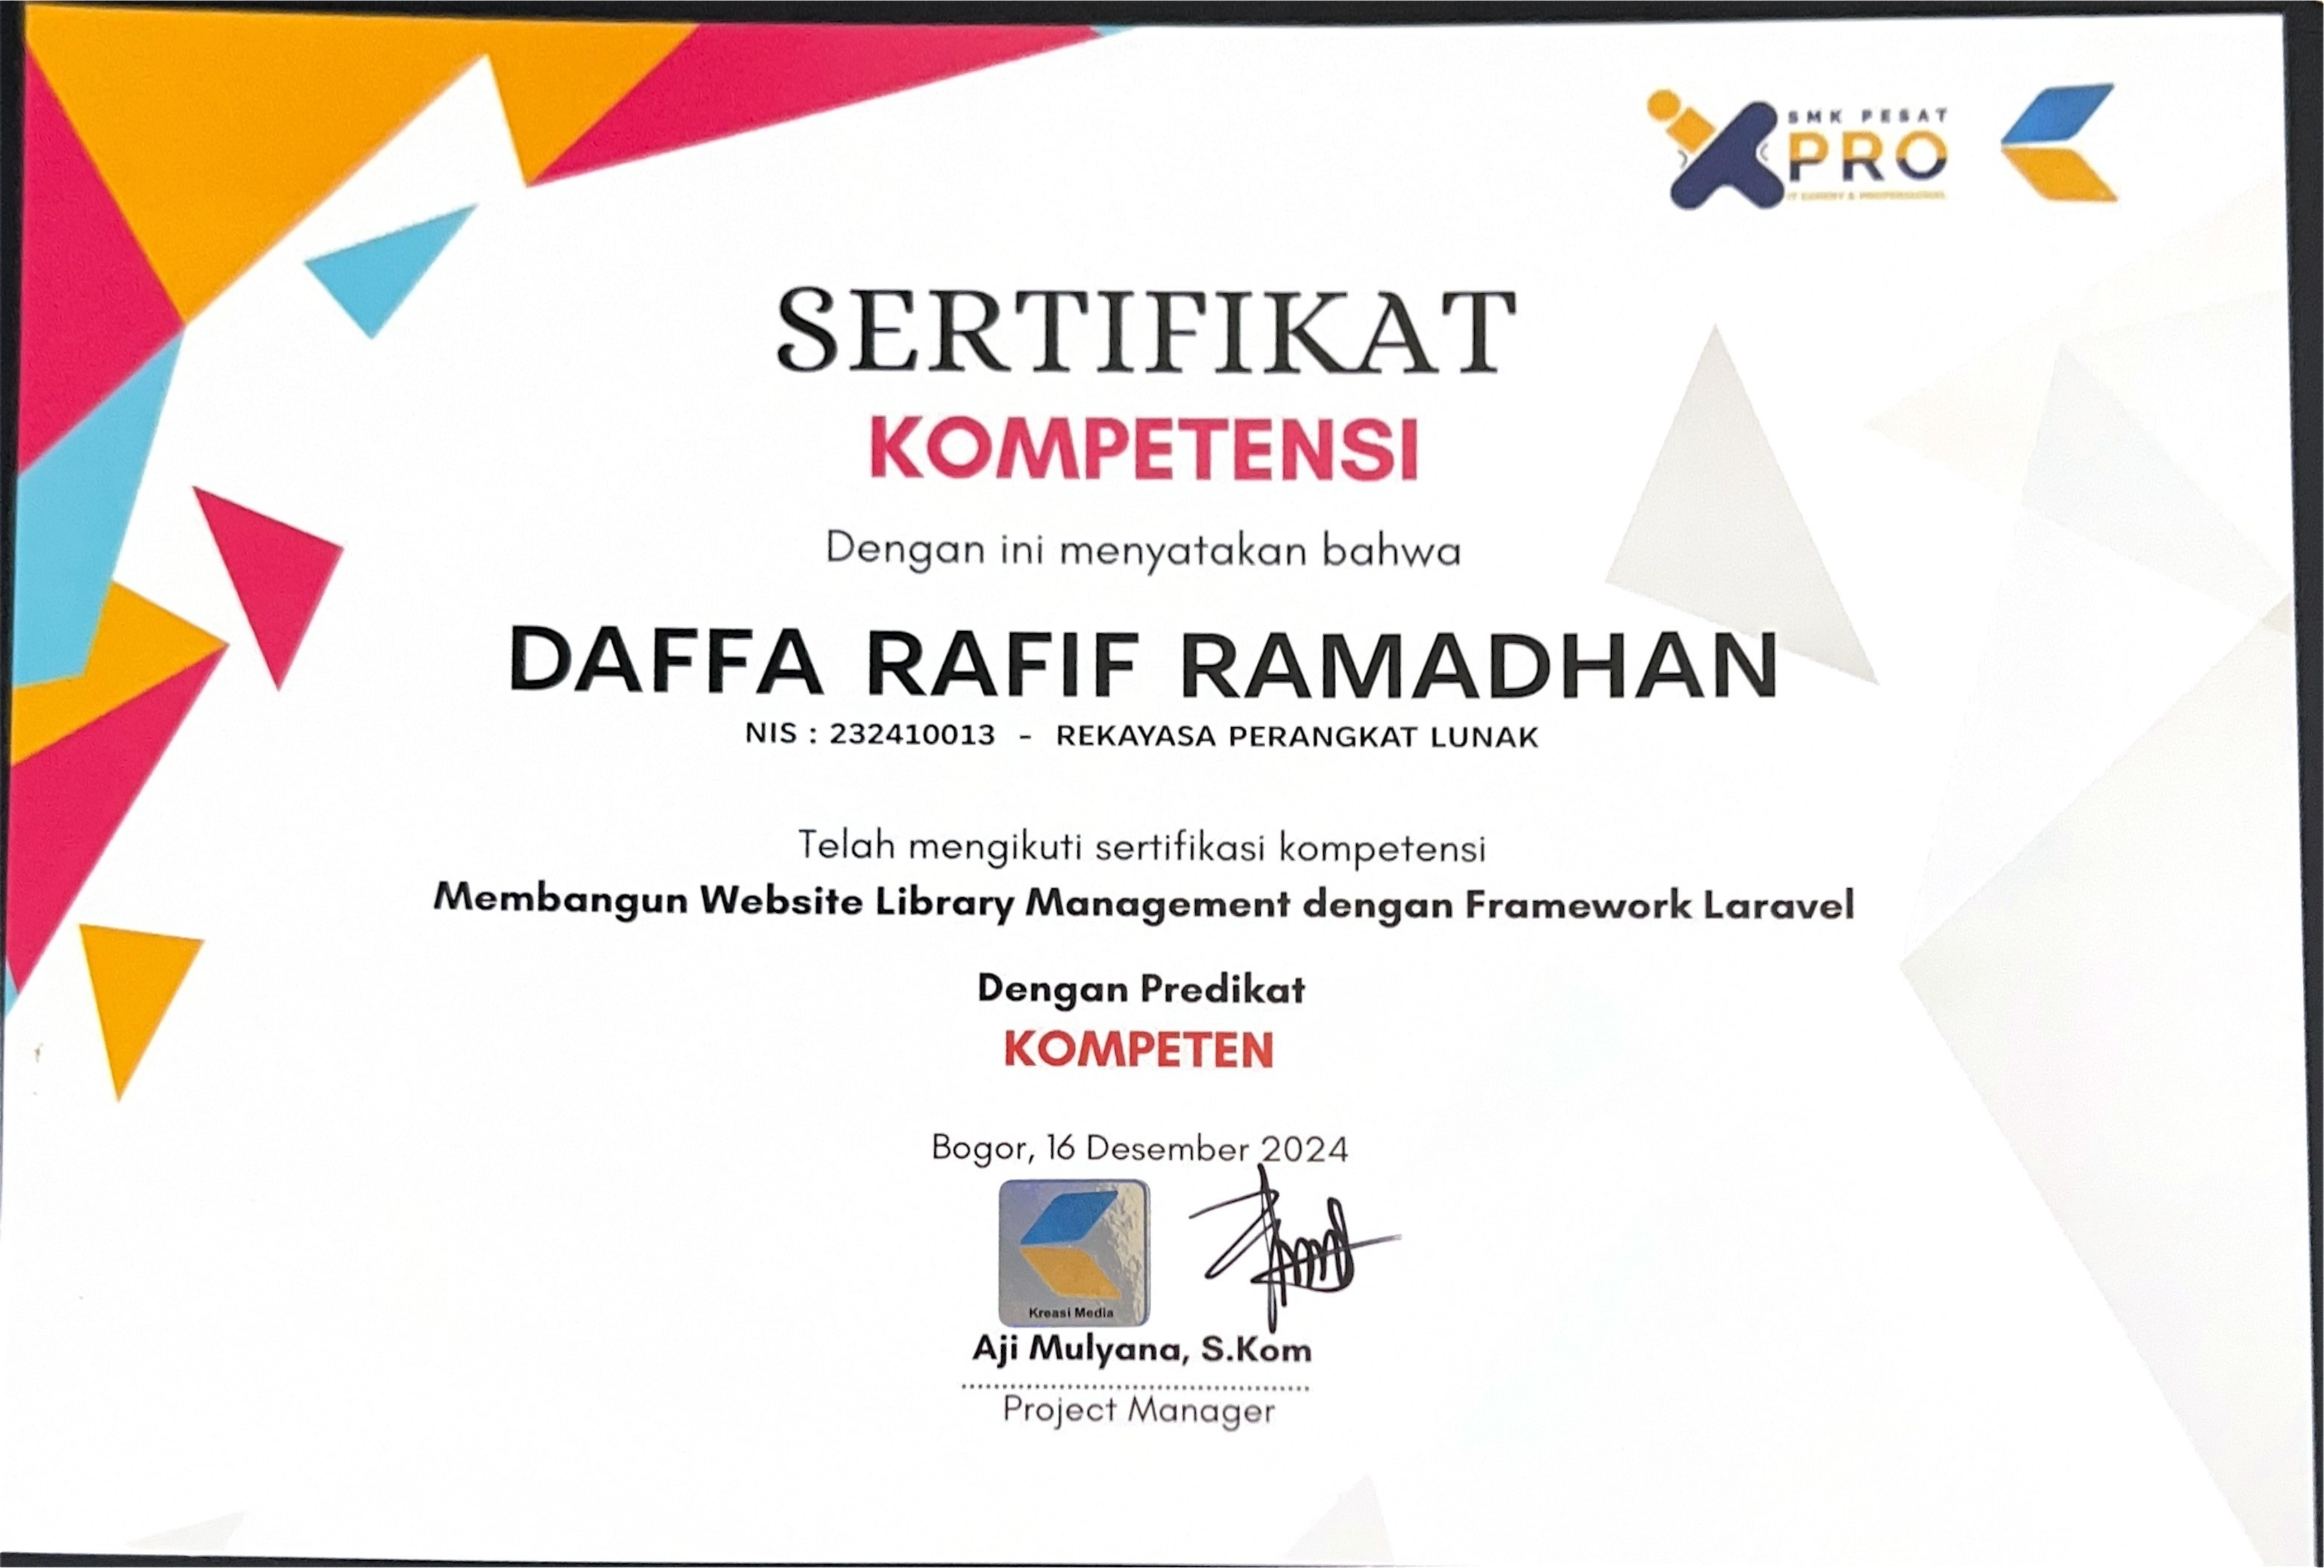 SMK PESAT
PRO
SERTIFIKAT
KOMPETENSI
Dengan ini menyatakan bahwa
DAFFA RAFIF RAMADHAN
NIS : 232410013 - REKAYASA PERANGKAT LUNAK
Telah mengikuti sertifikasi kompetensi
Membangun Website Library Management dengan Framework Laravel
Dengan Predikat
KOMPETEN
Bogor, 16 Desember 2024
Kreasi Media
Aji Mulyana, S.Kom
Project Manager